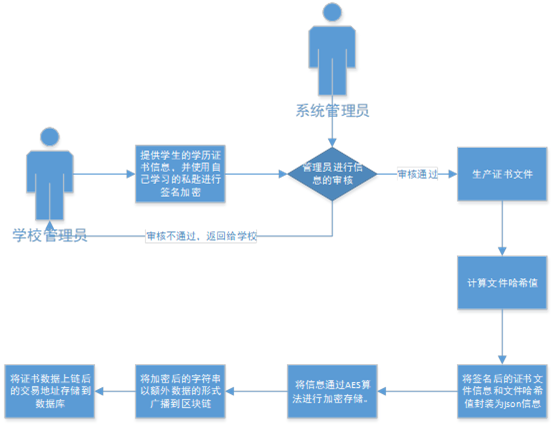 系统管理员
学校管理员
提供学生的学历证
书信息，并使用自
己学习的私匙进行
签名加密
管理员进行信
息的审核
审核通过
生产证书文件
审核不通过，返回给学校
计算文件哈希值
将签名后的证书文
件信息和文件哈希
值封装为Json信息
将信息通过AES算
法进行加密存储。
将加密后的字符串
以额外数据的形式
广播到区块链
将证书数据上链后
的交易地址存储到
数据库